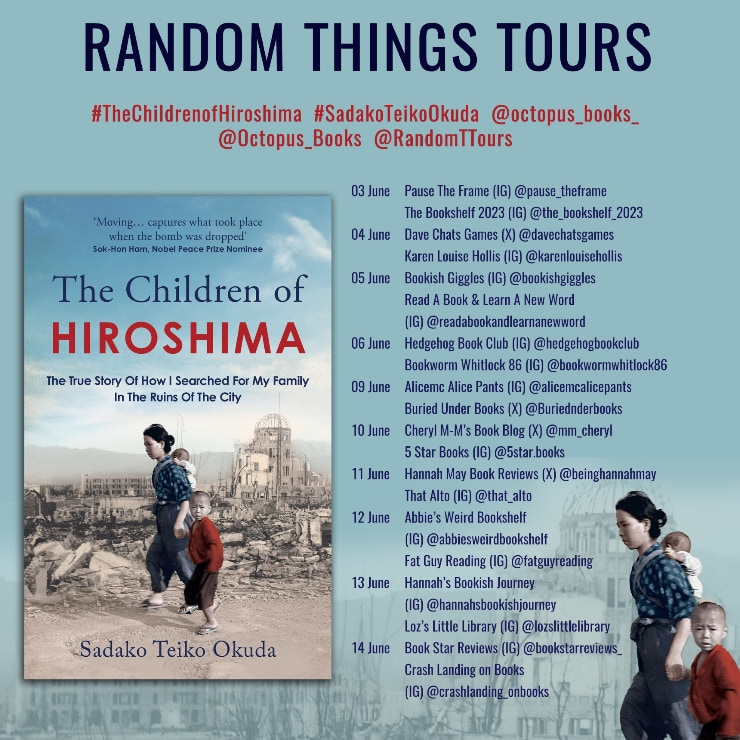 RANDOM THINGS TOURS
#TheChildrenofHiroshima #SadakoTeikoOkuda @octopus_books_
@Octopus_Books @RandomTTours
'Moving... captures what took place
when the bomb was dropped'
Sok-Hon Ham, Nobel Peace Prize Nominee
The Children of
HIROSHIMA
The True Story Of How I Searched For My Family
In The Ruins Of The City
Sadako Teiko Okuda
03 June Pause The Frame (IG) @pause_theframe
The Bookshelf 2023 (IG) @the_bookshelf_2023
04 June Dave Chats Games (X) @davechatsgames
Karen Louise Hollis (IG) @karenlouisehollis
05 June Bookish Giggles (IG) @bookishgiggles
Read A Book & Learn A New Word
(IG) @readabookandlearnanewword
06 June Hedgehog Book Club (IG) @hedgehogbookclub
Bookworm Whitlock 86 (IG) @bookwormwhitlock86
09 June Alicemc Alice Pants (IG) @alicemcalicepants
Buried Under Books (X) @Buriednderbooks
10 June Cheryl M-M's Book Blog (X) @mm_cheryl
5 Star Books (IG) @5star.books
11 June Hannah May Book Reviews (X) @beinghannahmay
That Alto (IG) @that_alto
12 June Abbie's Weird Bookshelf
(IG) @abbiesweirdbookshelf
Fat Guy Reading (IG) @fatguyreading
13 June Hannah's Bookish Journey
(IG) @hannahsbookishjourney
Loz's Little Library (IG) @lozslittlelibrary
14 June Book Star Reviews (IG) @bookstarreviews_
Crash Landing on Books
(IG) @crashlanding_onbooks